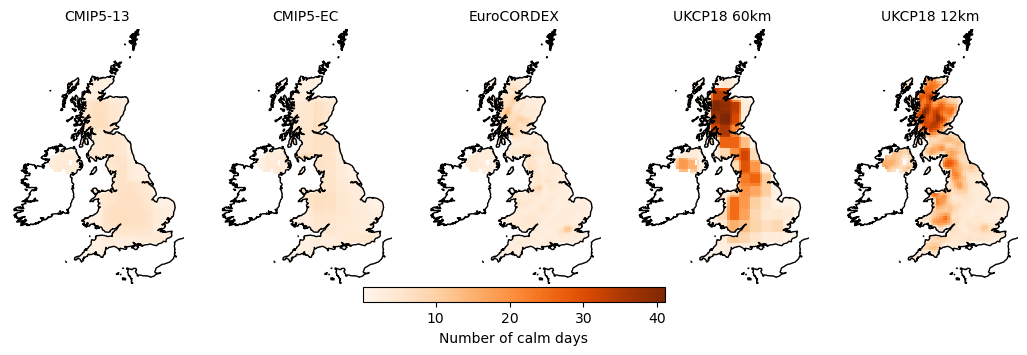 CMIP5-13 CMIP5-EC EuroCORDEX UKCP18 60km UKCP18 12km
10 20 30 40
Number of calm days